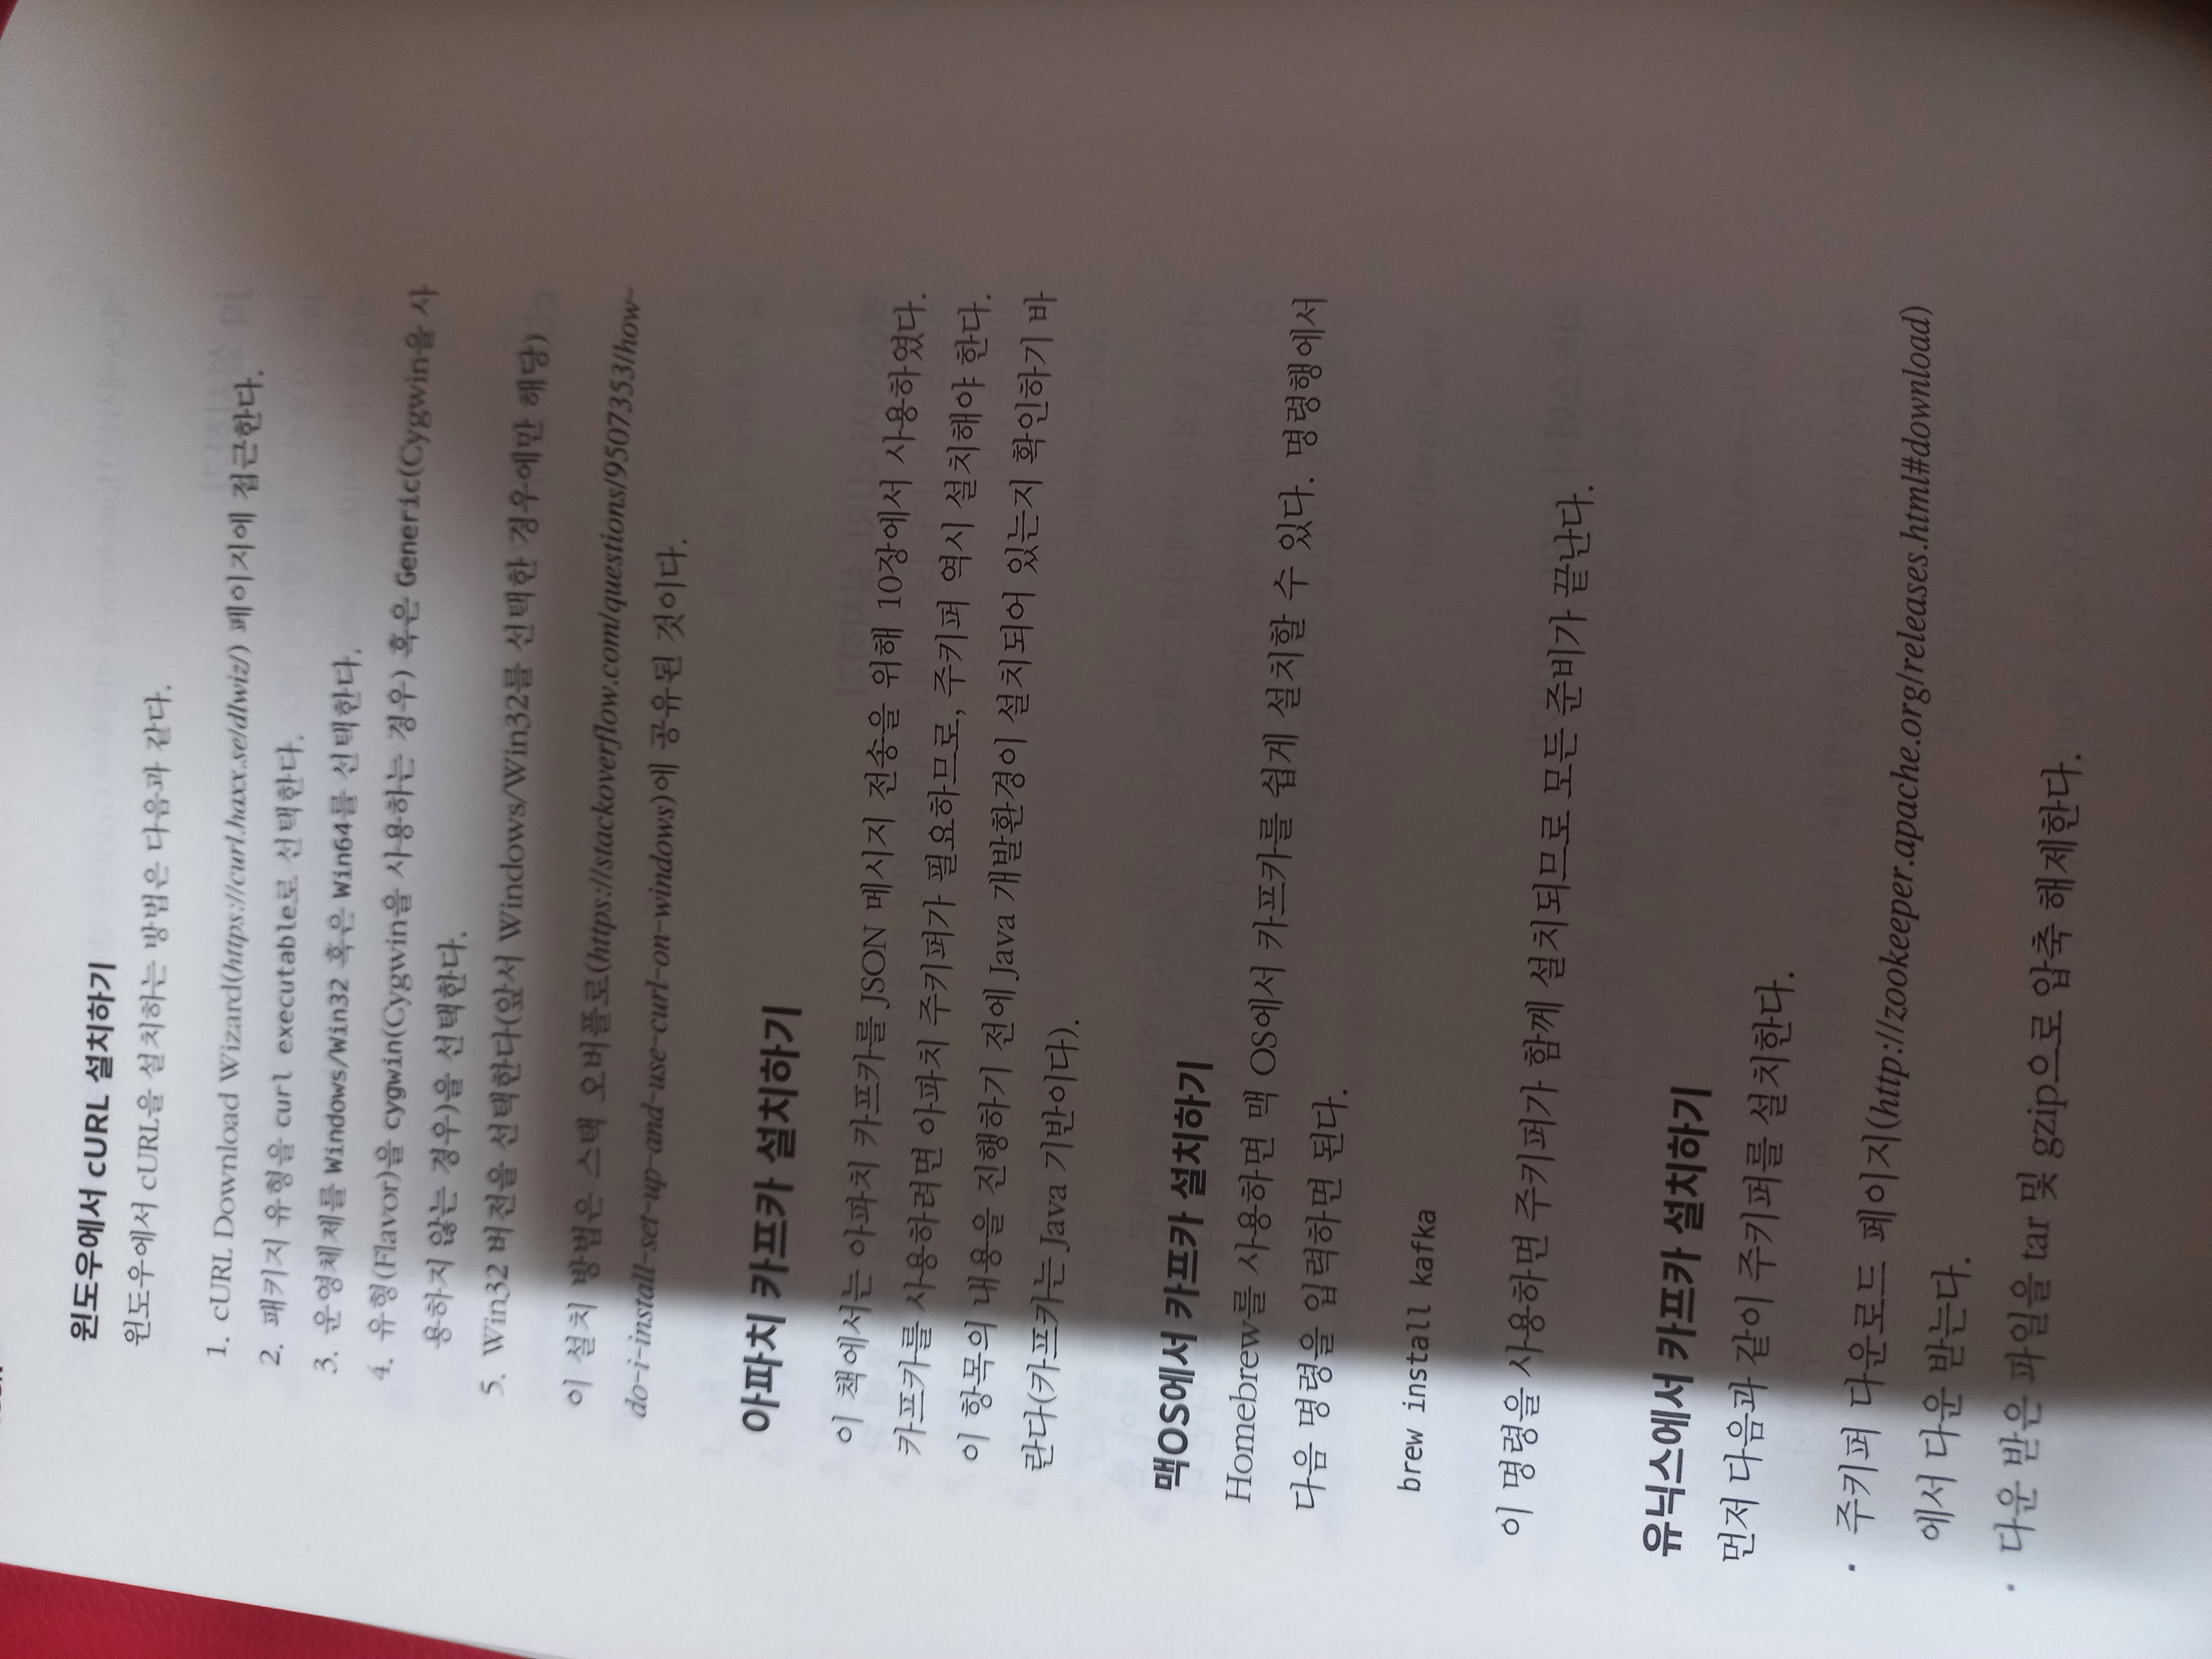 윈도우에서 cURL 설치하기
윈도우에서 cURL을 설치하는 방법은 다음과 같다.
1. cURL Download Wizard(https://curl.haxx.se/dlwiz/) 페이지에 접근한다.
2. 패키지 유형을 curl executable로 선택한다.
3. 운영체제를 Windows/Win32 혹은 Win64를 선택한다.
4. 유형(Flavor)을 cygwin(Cygwin을 사용하는 경우) 혹은 Generic(Cygwin을 사
용하지 않는 경우)을 선택한다.
5. Win32 버전을 선택한다(앞서 Windows/Win32를 선택한 경우에만 해당)
이 설치 방법은 스택 오버플로(https://stackoverflow.com/questions/9507353/how-
do-i-install-set-up-and-use-curl-on-windows)에 공유된 것이다.
아파치 카프카 설치하기
이 책에서는 아파치 카프카를 JSON 메시지 전송을 위해 10장에서 사용하였다.
카프카를 사용하려면 아파치 주키퍼가 필요하므로, 주키퍼 역시 설치해야 한다.
이 항목의 내용을 진행하기 전에 Java 개발환경이 설치되어 있는지 확인하기 바
란다(카프카는 Java 기반이다).
맥OS에서 카프카 설치하기
Homebrew를 사용하면 맥 OS에서 카프카를 쉽게 설치할 수 있다. 명령행에서
다음 명령을 입력하면 된다.
brew install kafka
이 명령을 사용하면 주키퍼가 함께 설치되므로 모든 준비가 끝난다.
유닉스에서 카프카 설치하기
먼저 다음과 같이 주키퍼를 설치한다.
· 주키퍼 다운로드 페이지(http://zookeeper.apache.org/releases.html#download)
에서 다운 받는다.
· 다운 받은 파일을 tar 및 gzip으로 압축 해제한다.